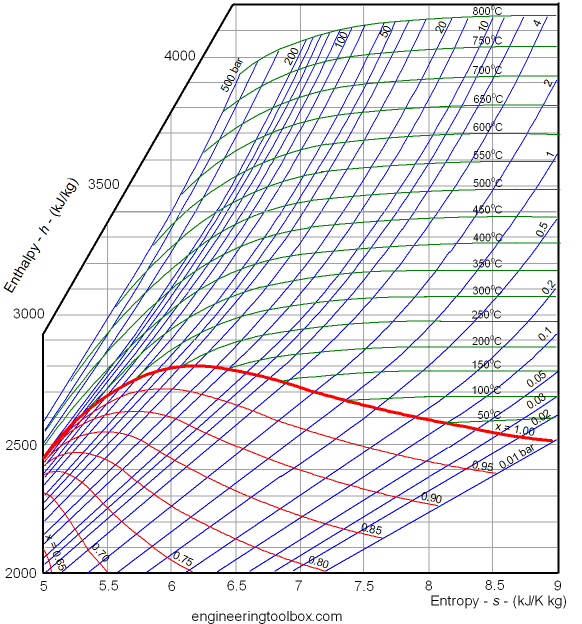 800°C
4
750°C
10
20
50
100
200
500 bar
4000
700°C
2
650°C
600°C
550°C
1
3500
500°C
450°C
400°C
0.5
350°C
Enthalpy - h - (kJ/kg)
300°C
0.2
3000
250°C
0.1
200°C
150°C
0.05
100°C
0.03
50°C
0.02
x = 1.00
2500
0.95
0.01 bar
0.90
0.85
x = 0.65
0.70
0.75
0.80
2000
5 5.5 6 6.5 7 7.5 8 8.5 9
Entropy - s - (kJ/K kg)
engineeringtoolbox.com